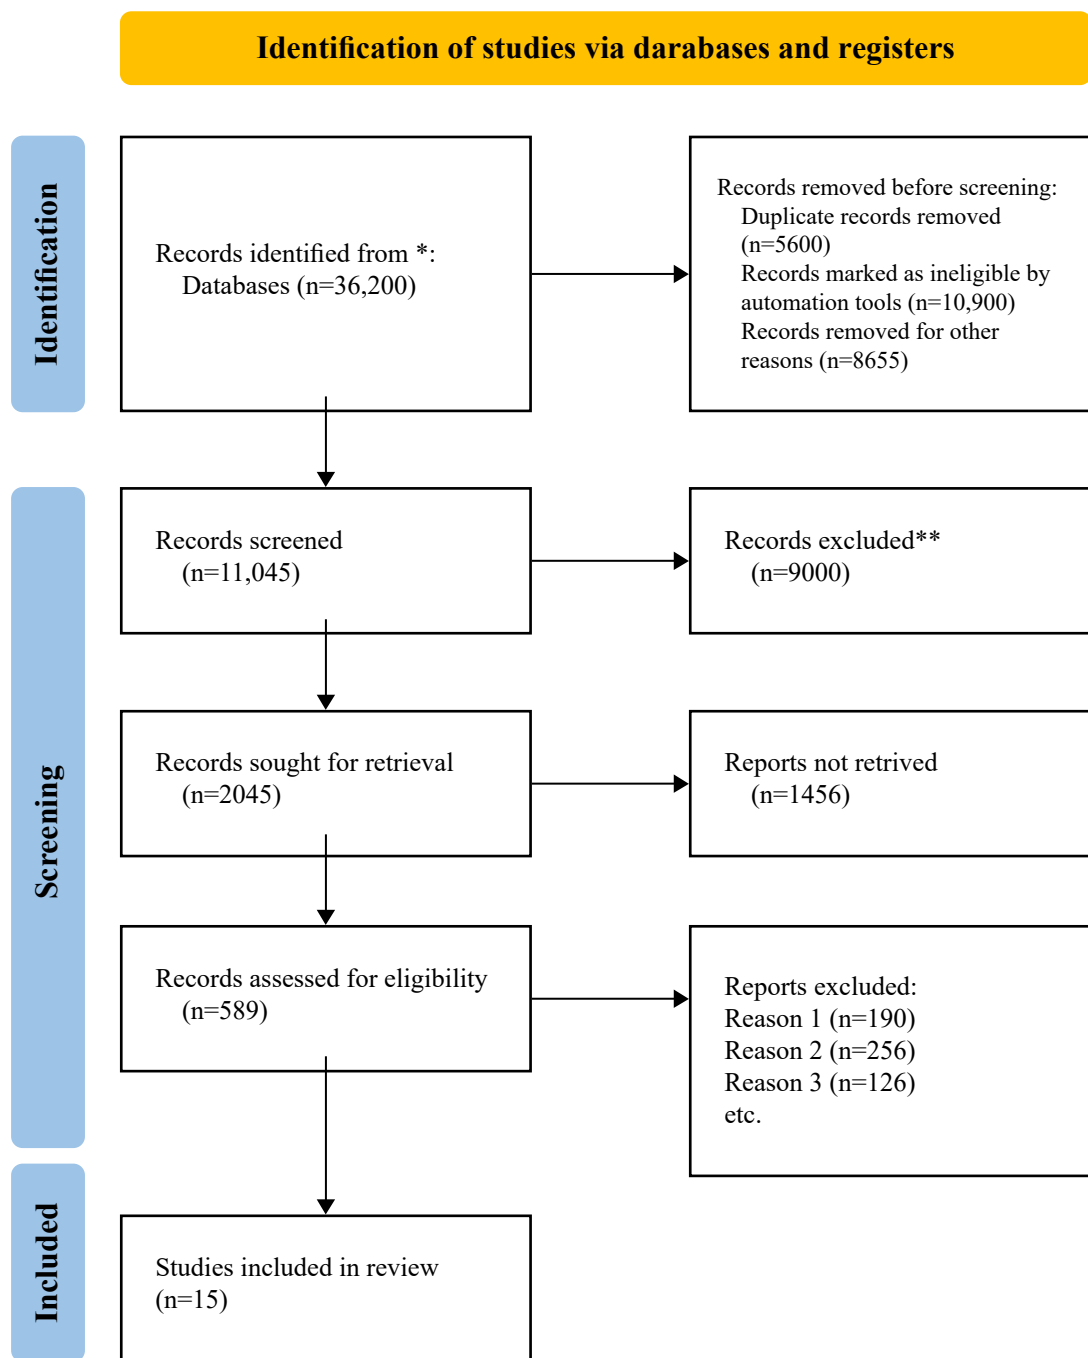 Identification of studies via darabases and registers
Identification
Records identified from *:
Databases (n=36,200)
Records removed before screening:
Duplicate records removed
(n=5600)
Records marked as ineligible by
automation tools (n=10,900)
Records removed for other
reasons (n=8655)
Screening
Records screened
(n=11,045)
Records excluded**
(n=9000)
Records sought for retrieval
(n=2045)
Reports not retrived
(n=1456)
Records assessed for eligibility
(n=589)
Reports excluded:
Reason 1 (n=190)
Reason 2 (n=256)
Reason 3 (n=126)
etc.
Included
Studies included in review
(n=15)